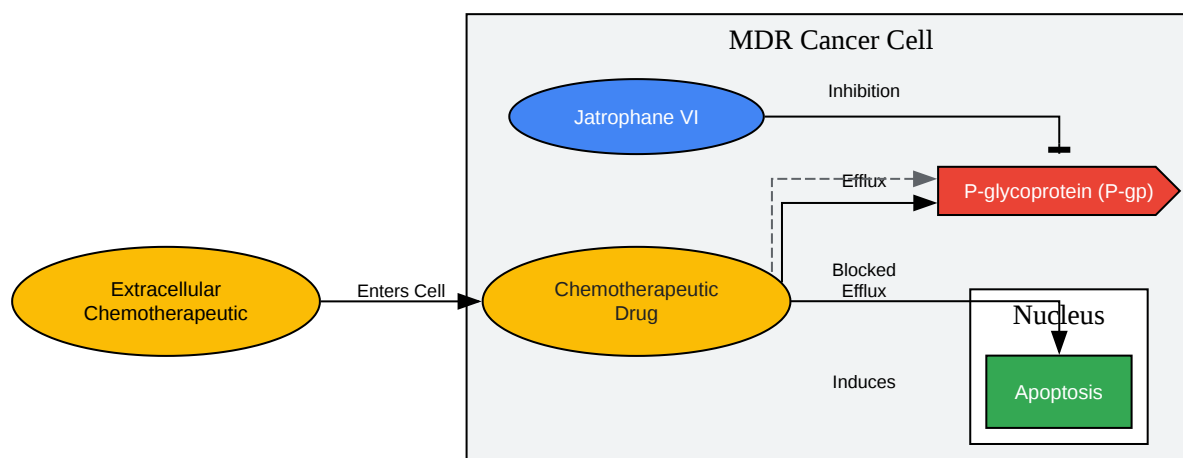 MDR Cancer Cell
Inhibition
Jatrophane VI
Efflux
P-glycoprotein (P-gp)
Extracellular
Chemotherapeutic
Enters Cell
Chemotherapeutic
Drug
Blocked
Efflux
Nucleus
Induces
Apoptosis